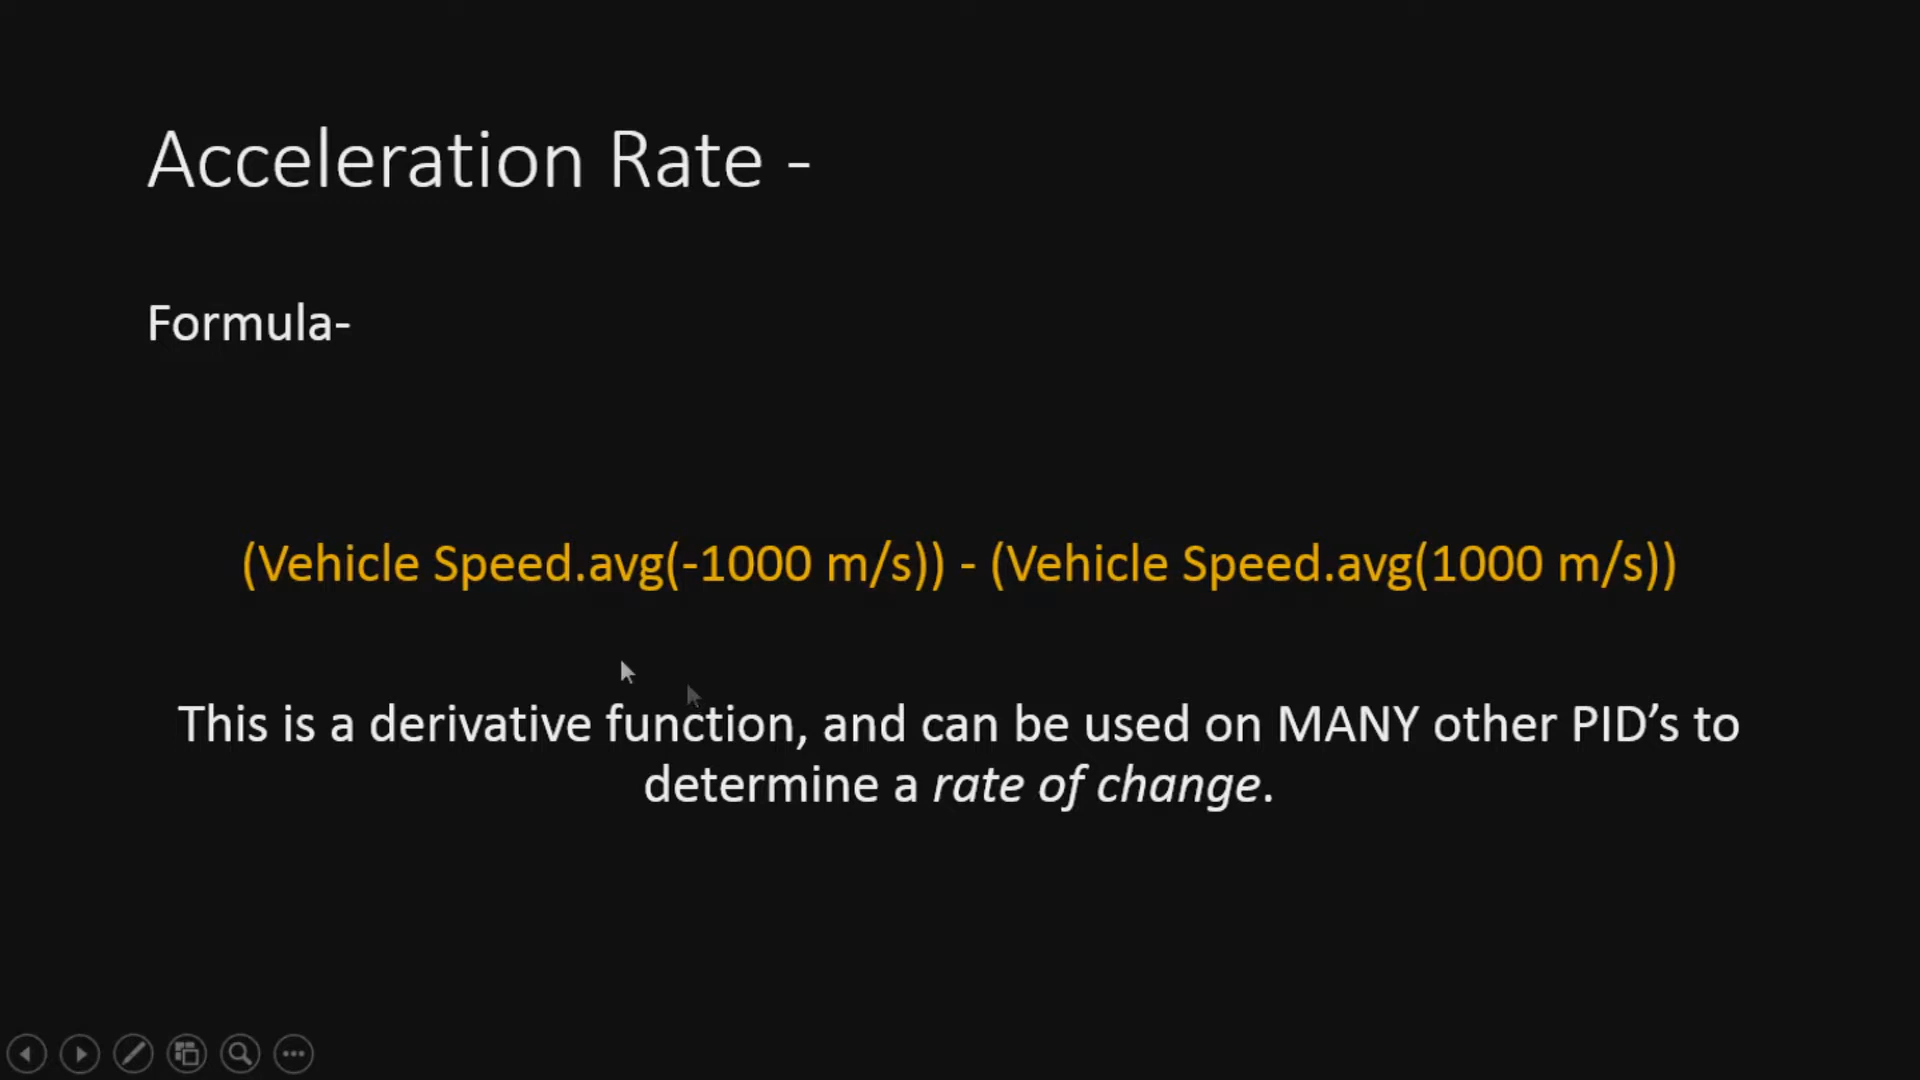 Acceleration Rate -
Formula-
(Vehicle Speed.avg(-1000 m/s)) - (Vehicle Speed.avg(1000 m/s))
This is a derivative function, and can be used on MANY other PID’s to
determine a rate of change.